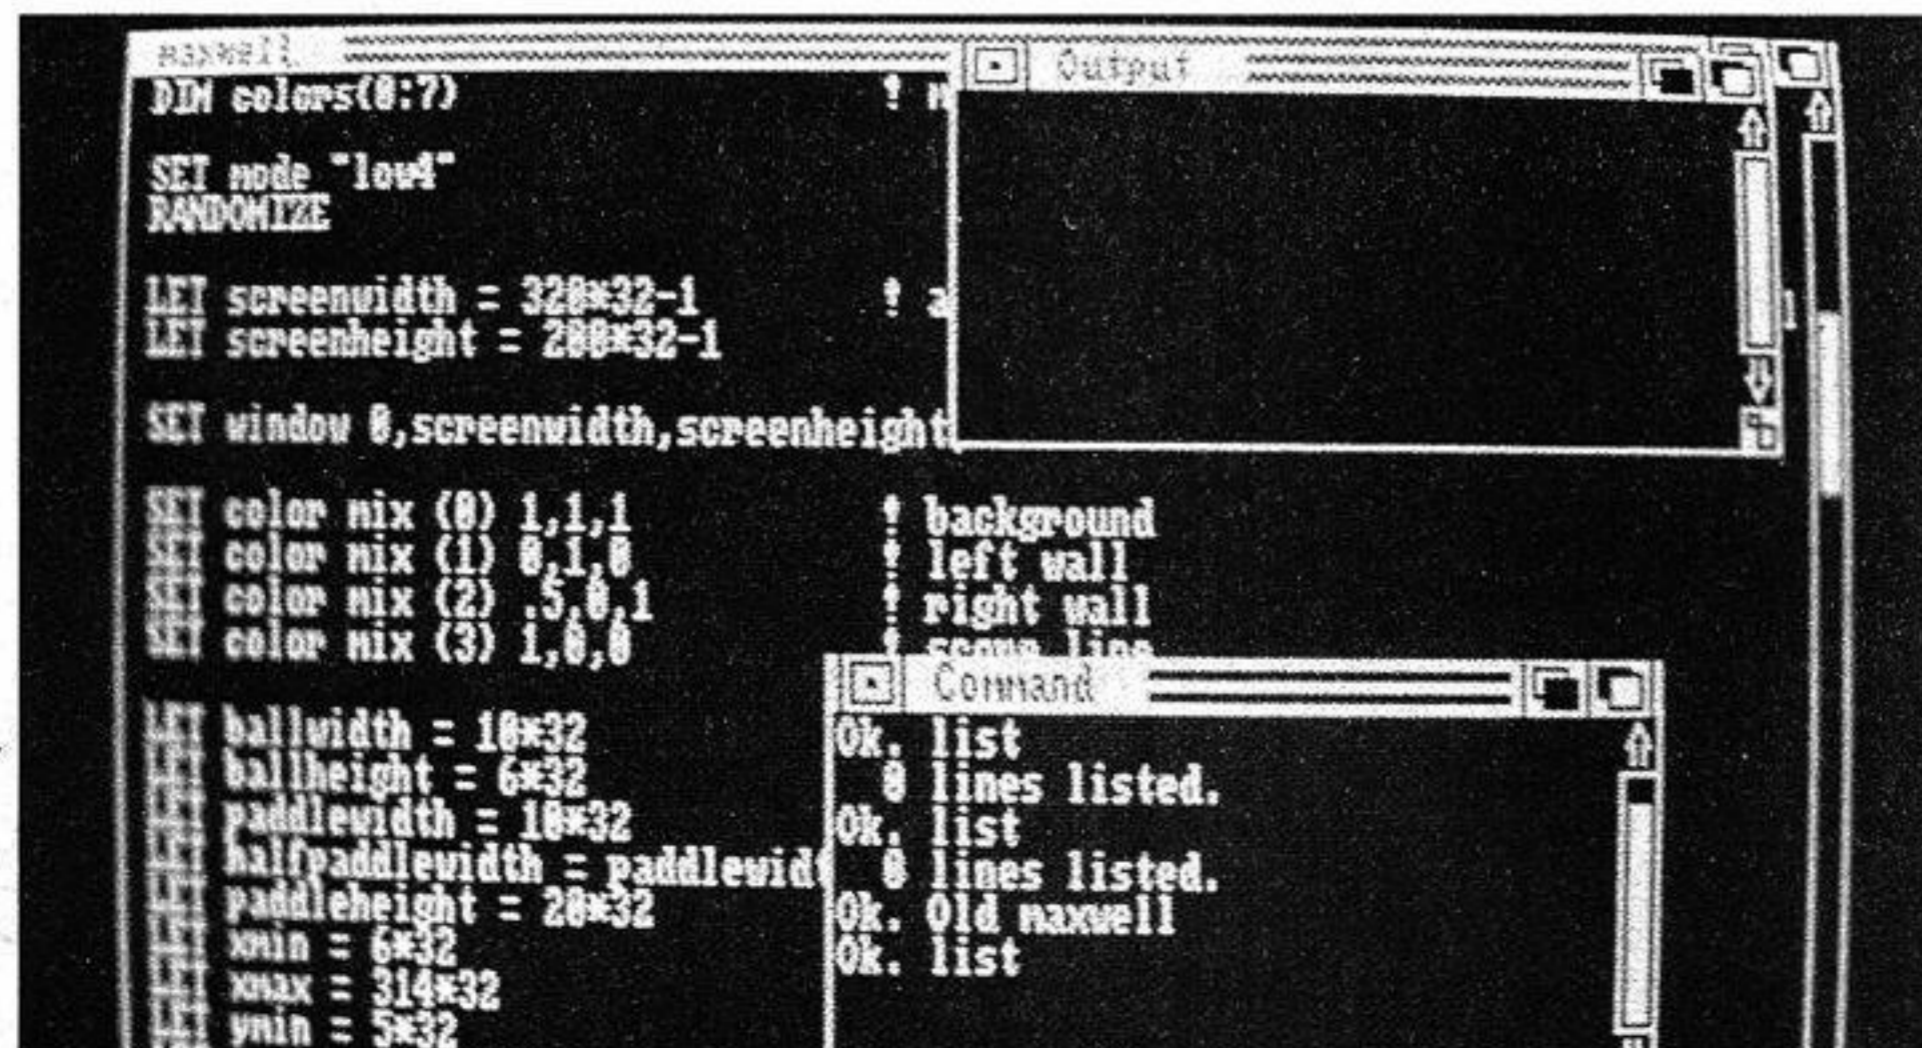 maxwell
DIM colors(0:7) !
SET mode "low4"
RANDOMIZE
LET screenwidth = 320*32-1 ! a
LET screenheight = 200*32-1
SET window 0,screenwidth,screenheight
SET color mix (0) 1,1,1 ! background
SET color mix (1) 0,1,0 ! left wall
SET color mix (2) .5,0,1 ! right wall
SET color mix (3) 1,0,0 ! line
LET ballwidth = 10*32
LET ballheight = 6*32
LET paddlewidth = 10*32
LET halfpaddlewidth = paddlewidt
LET paddleheight = 20*32
LET xmin = 6*32
LET xmax = 314*32
LET ymin = 5*32
Output
Command
Ok. list
0 lines listed.
Ok. list
0 lines listed.
Ok. Old maxwell
Ok. list